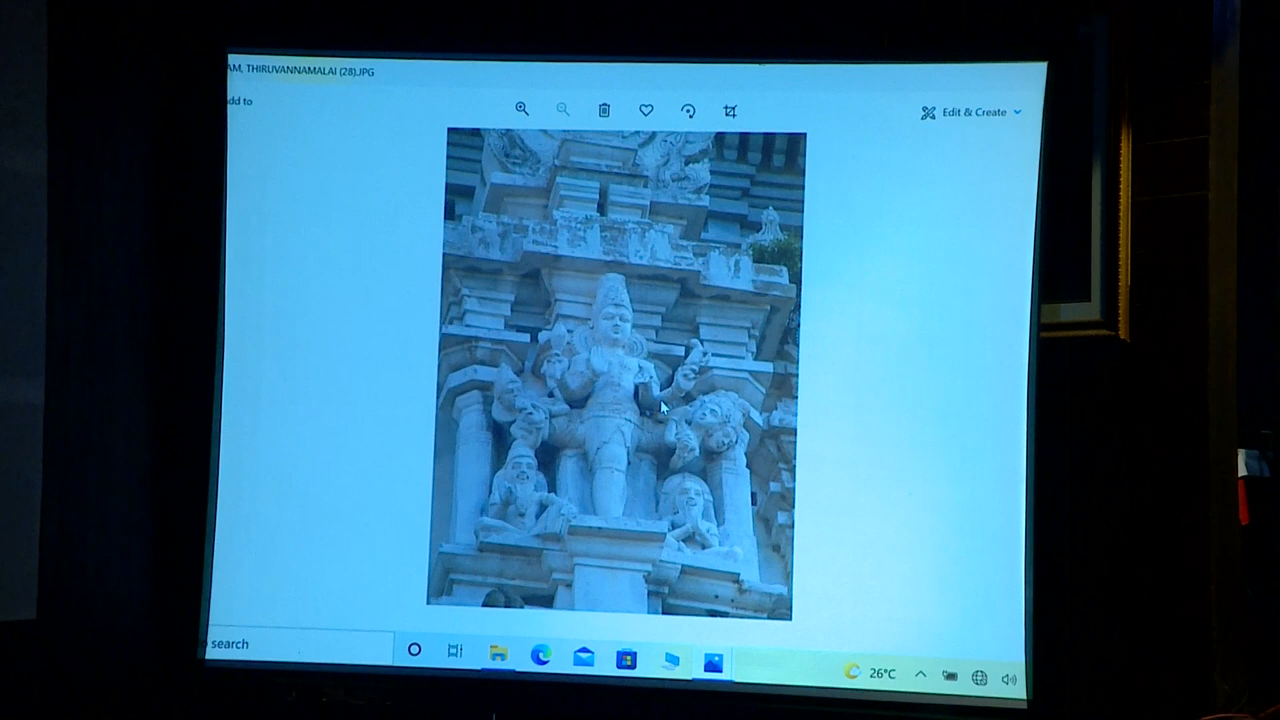 AM, THIRUVANNAMALAI (28).JPG
dd to
Edit & Create
search
26°C